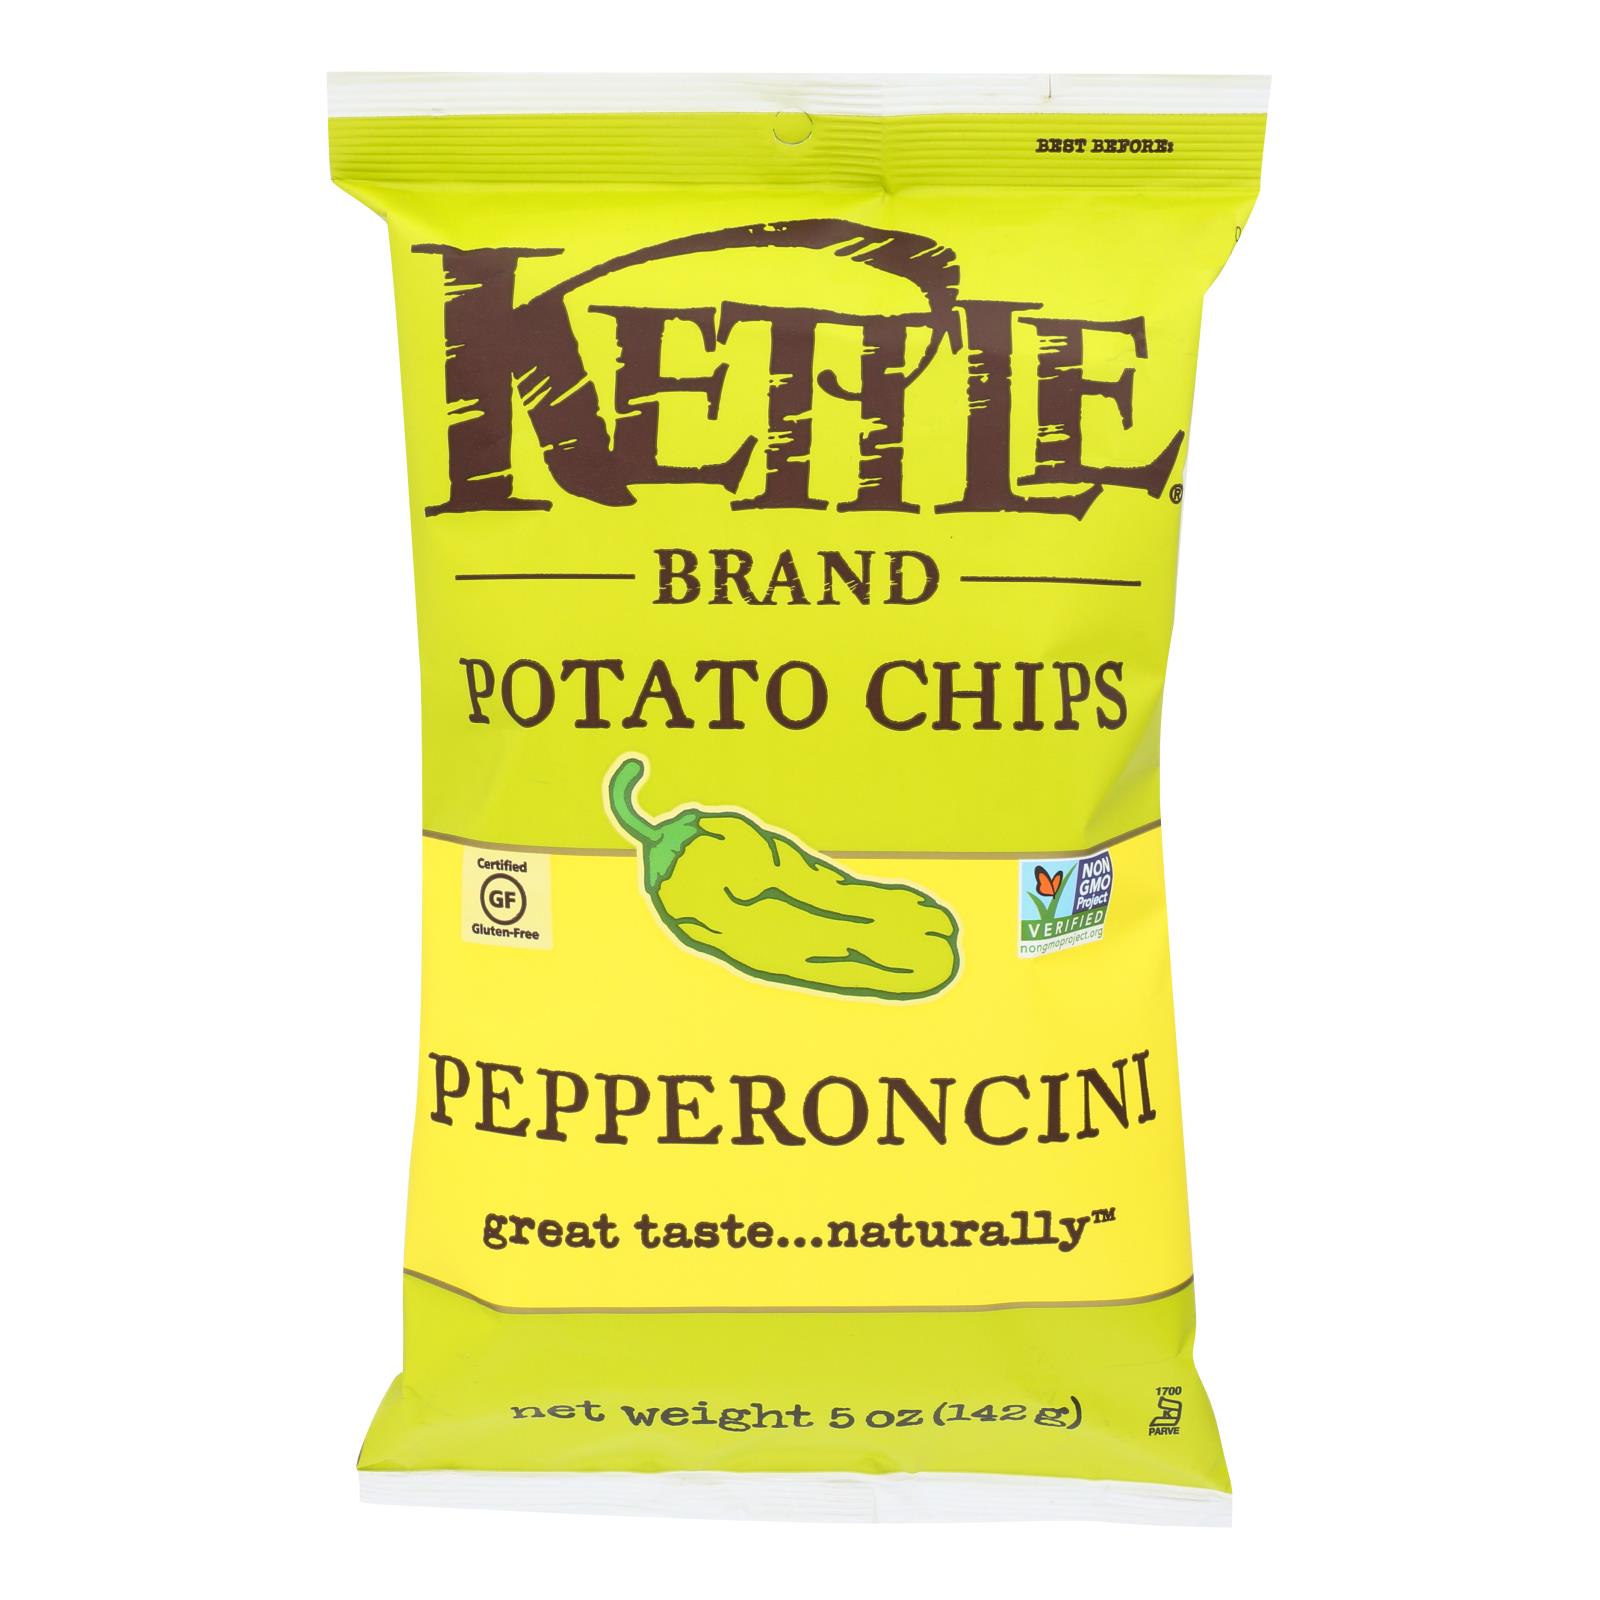 BEST BEFORE:
KETTLE®
BRAND
POTATO CHIPS
Certified
GF
Gluten-Free
NON
GMO
Project
VERIFIED
nongmoproject.org
PEPPERONCINI
great taste...naturally™
net weight 5 oz (142 g)
1700
K
PARVE